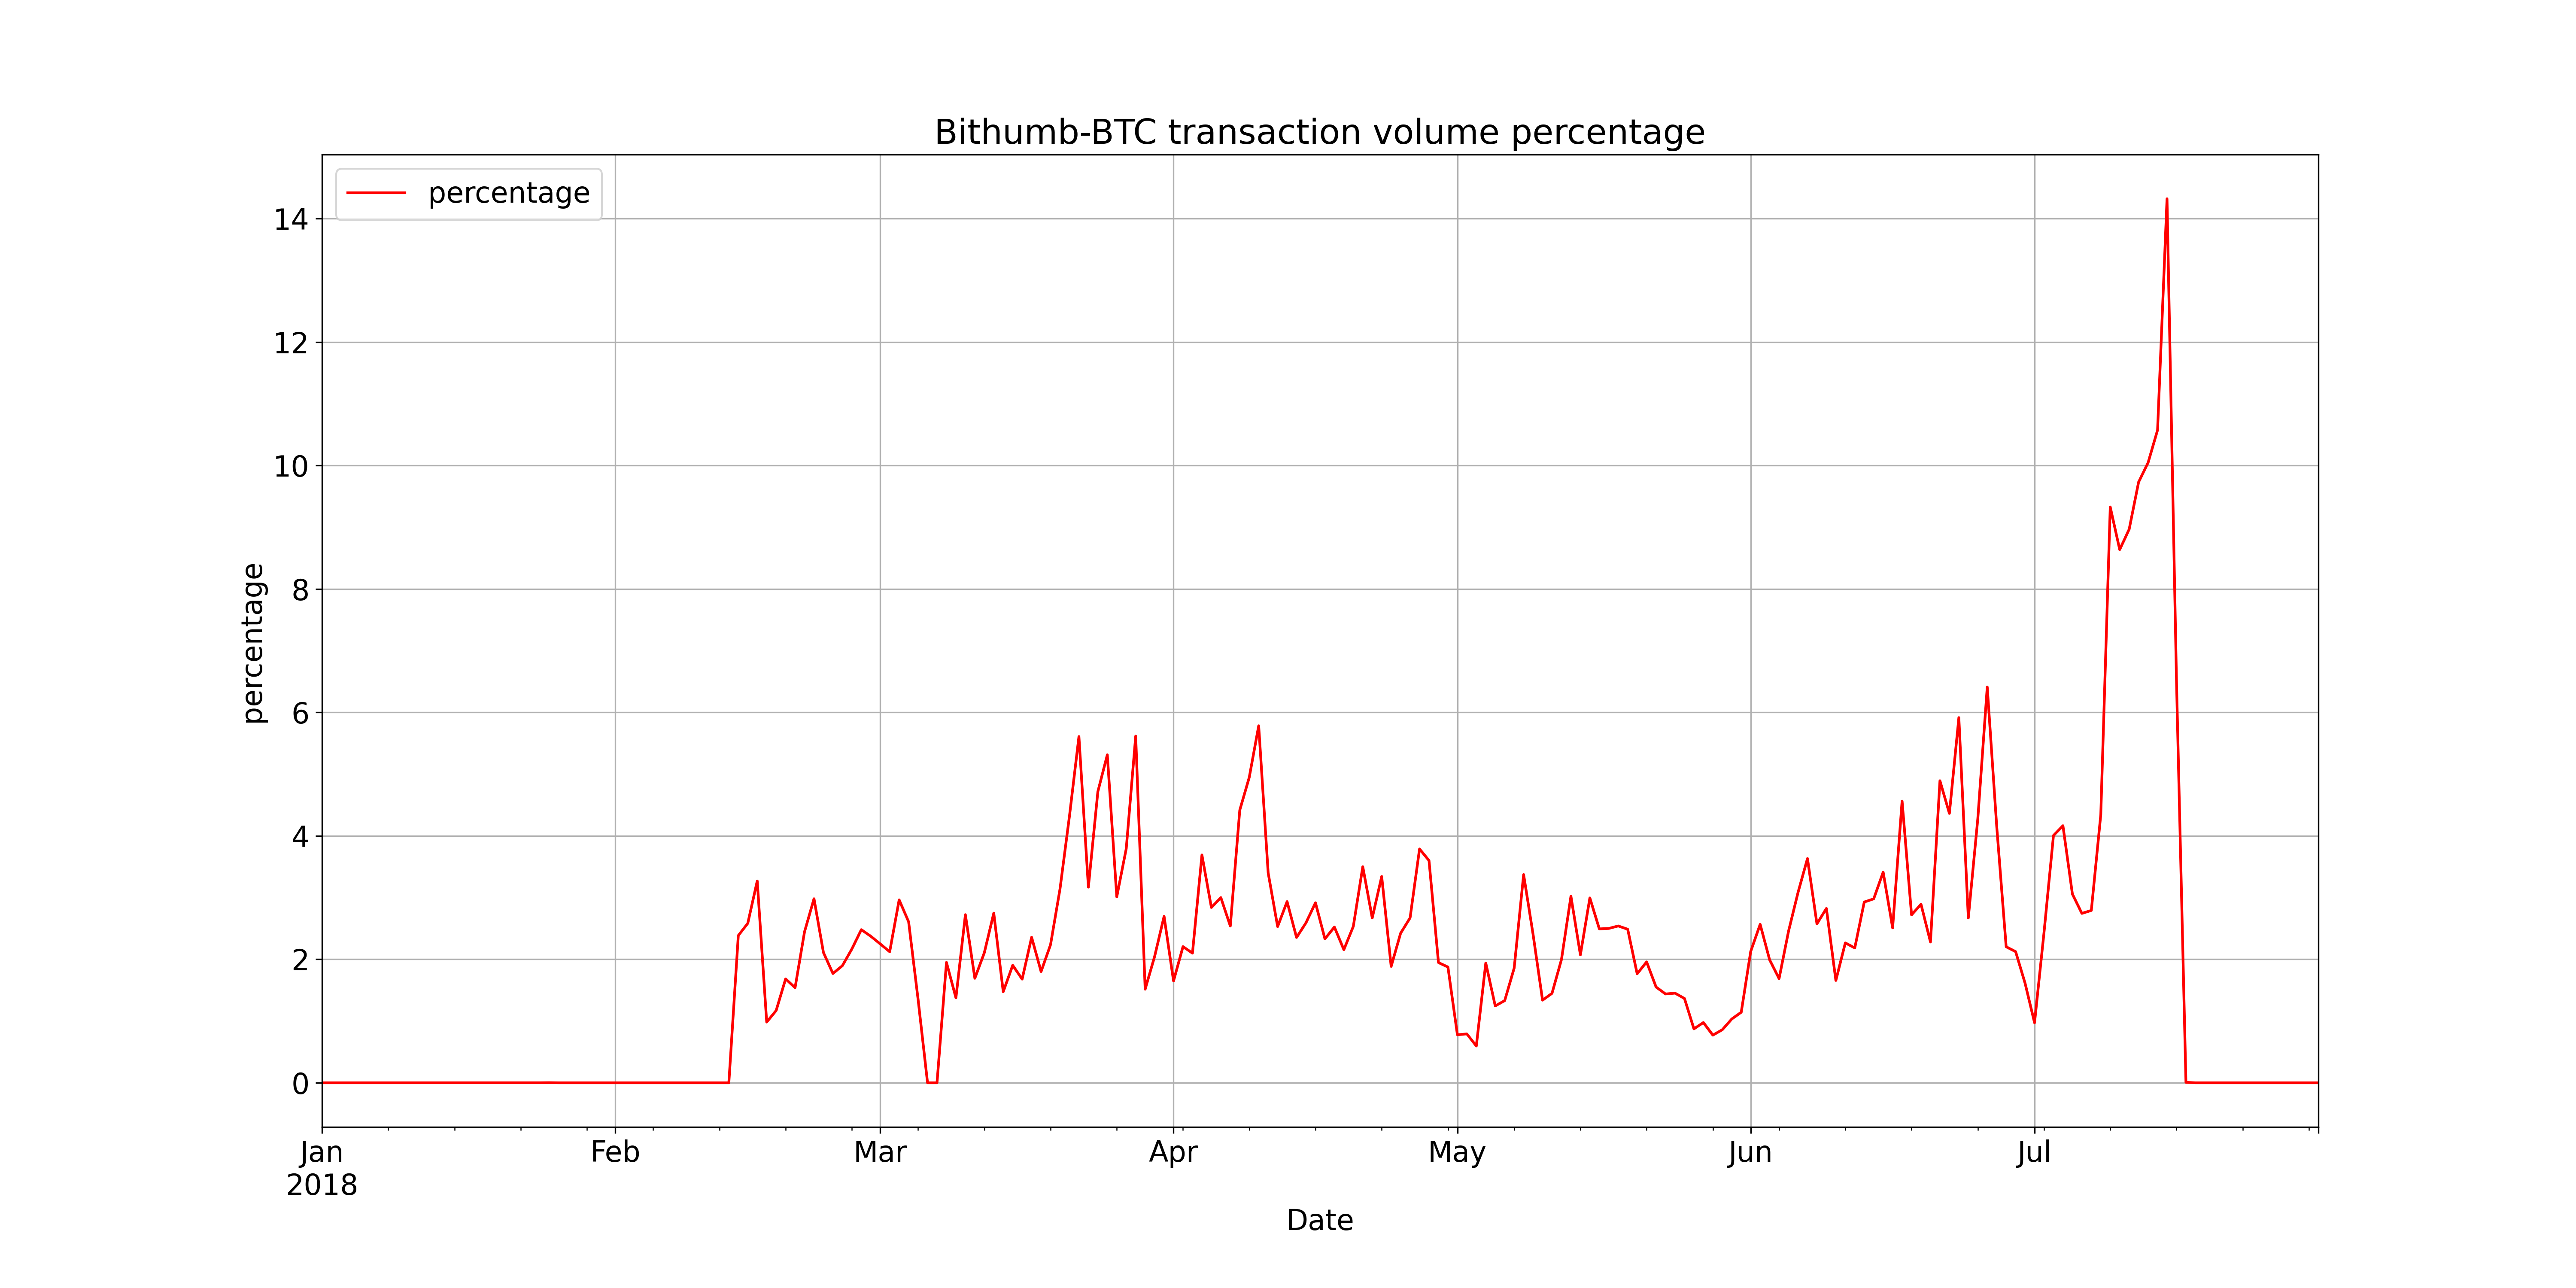 Bithumb-BTC transaction volume percentage
percentage
14
12
10
8
6
4
2
0
percentage
Jan Feb Mar Apr May Jun Jul
2018
Date